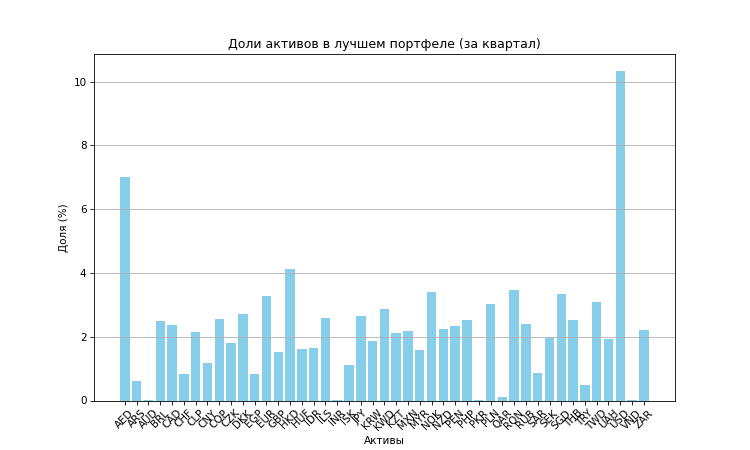 Доли активов в лучшем портфеле (за квартал)
10
8
6
4
2
0
Доля (%)
AED
ARS
AUD
BRL
CAD
CHF
CLP
CNY
COP
CZK
DKK
EGP
EUR
GBP
HKD
HUF
IDR
ILS
INR
ISK
JPY
KRW
KWD
KZT
MXN
MYR
NOK
NZD
PEN
PHP
PKR
PLN
QAR
RON
RUB
SAR
SEK
SGD
THB
TRY
TWD
UAH
USD
VND
ZAR
Активы